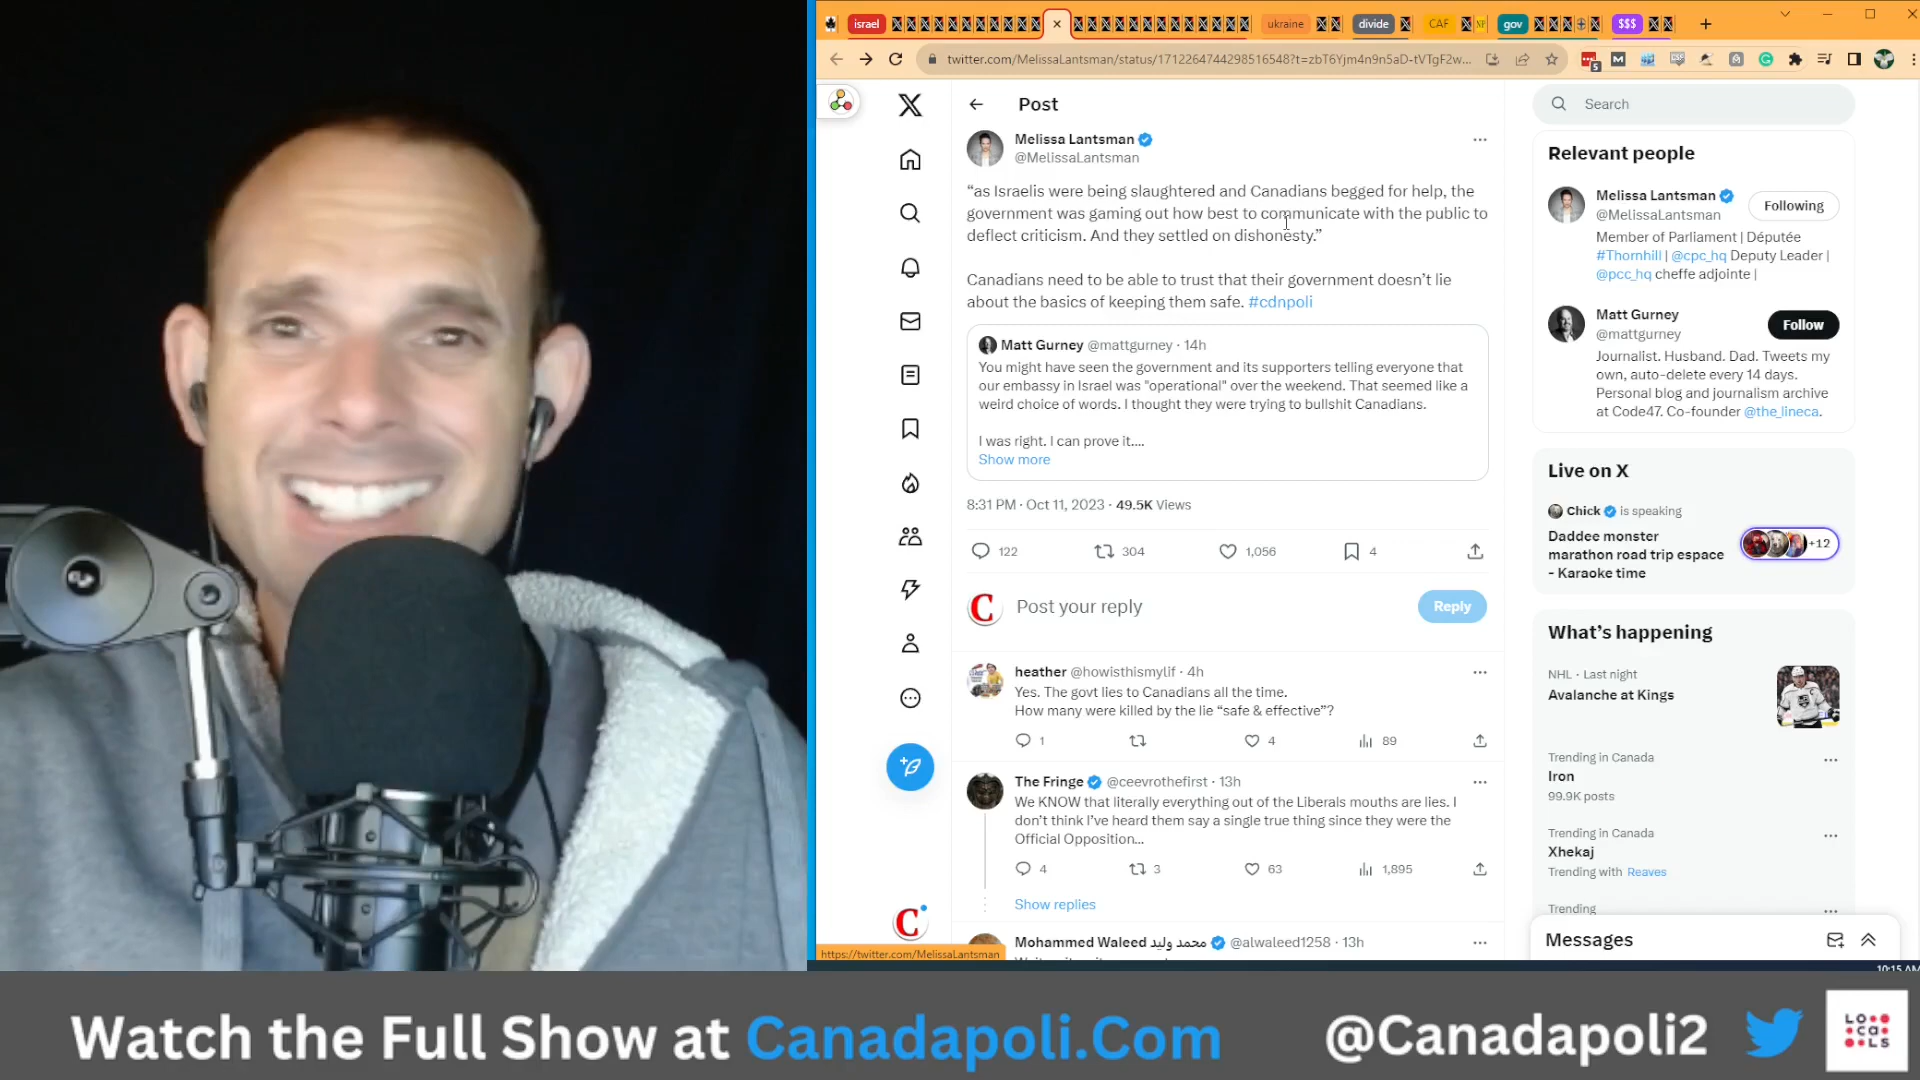 israel
ukraine
divide
CAF
gov
$$$
twitter.com/MelissaLantsman/status/1712264744298516548?t=zbT6Yjm4n9n5aD-tVTgF2w...
Post
Search
Melissa Lantsman
@MelissaLantsman
“as Israelis were being slaughtered and Canadians begged for help, the
government was gaming out how best to communicate with the public to
deflect criticism. And they settled on dishonesty.”
Canadians need to be able to trust that their government doesn’t lie
about the basics of keeping them safe. #cdnpoli
Matt Gurney @mattgurney · 14h
You might have seen the government and its supporters telling everyone that
our embassy in Israel was "operational" over the weekend. That seemed like a
weird choice of words. I thought they were trying to bullshit Canadians.
I was right. I can prove it....
Show more
8:31 PM · Oct 11, 2023 · 49.5K Views
122
304
1,056
4
Post your reply
Reply
heather @howisthismylif · 4h
Yes. The govt lies to Canadians all the time.
How many were killed by the lie “safe & effective”?
1
4
89
The Fringe @ceevrothefirst · 13h
We KNOW that literally everything out of the Liberals mouths are lies. I
don’t think I’ve heard them say a single true thing since they were the
Official Opposition...
4
3
63
1,895
Show replies
Mohammed Waleed محمد وليد @alwaleed1258 · 13h
https://twitter.com/MelissaLantsman
Relevant people
Melissa Lantsman
@MelissaLantsman
Following
Member of Parliament | Députée
#Thornhill | @cpc_hq Deputy Leader |
@pcc_hq cheffe adjointe |
Matt Gurney
@mattgurney
Follow
Journalist. Husband. Dad. Tweets my
own, auto-delete every 14 days.
Personal blog and journalism archive
at Code47. Co-founder @the_lineca.
Live on X
Chick is speaking
Daddee monster
marathon road trip espace
- Karaoke time
+12
What’s happening
NHL · Last night
Avalanche at Kings
Trending in Canada
Iron
99.9K posts
Trending in Canada
Xhekaj
Trending with Reaves
Trending
Messages
10:15 AM
Watch the Full Show at Canadapoli.Com
@Canadapoli2
LO
ca
LS